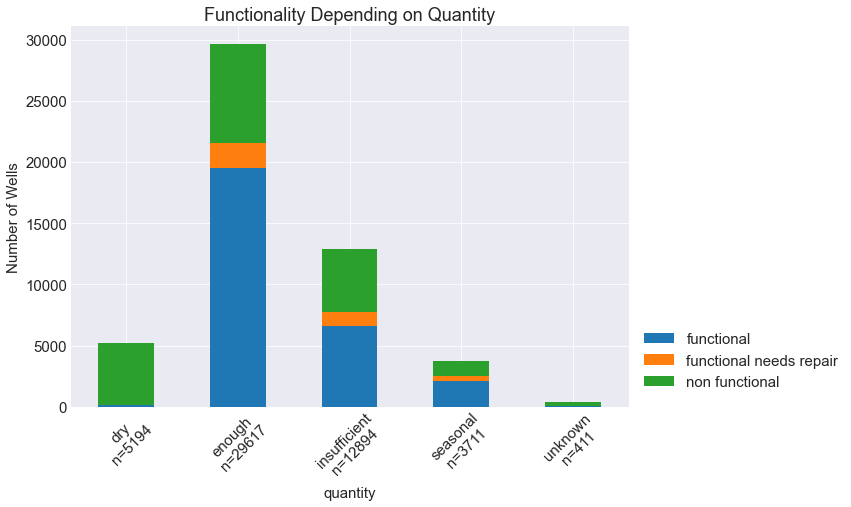 Functionality Depending on Quantity
Number of Wells
30000
25000
20000
15000
10000
5000
0
dry
n=5194
enough
n=29617
insufficient
n=12894
seasonal
n=3711
unknown
n=411
quantity
functional
functional needs repair
non functional